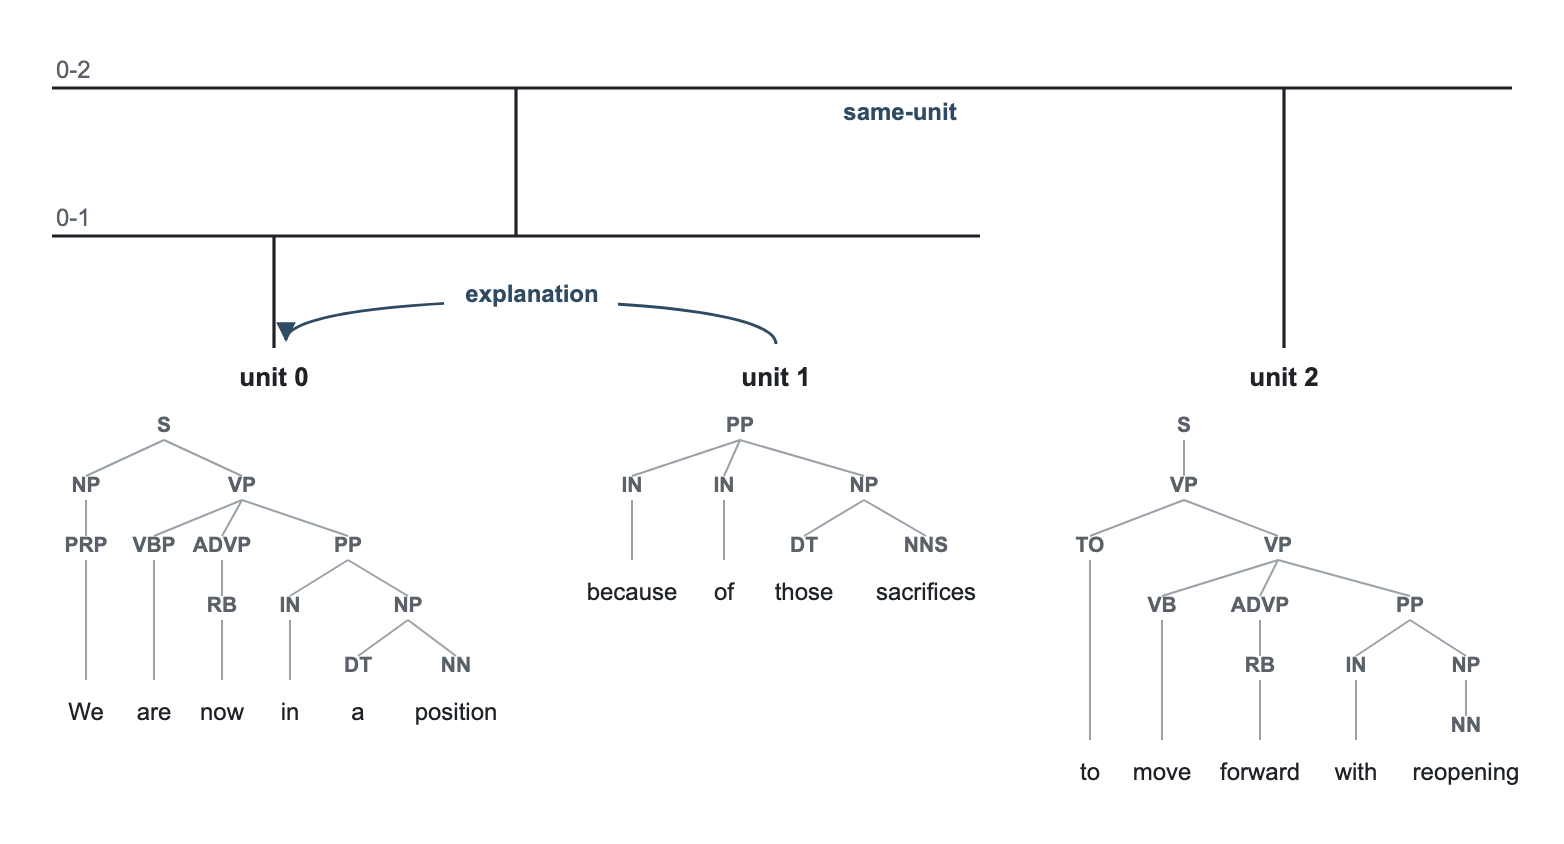 0-2
same-unit
0-1
explanation
unit 0 unit 1 unit 2
S PP S
NP VP IN IN NP VP
PRP VBP ADVP PP DT NNS TO VP
because of those sacrifices
RB IN NP VB ADVP PP
DT NN RB IN NP
We are now in a position
NN
to move forward with reopening